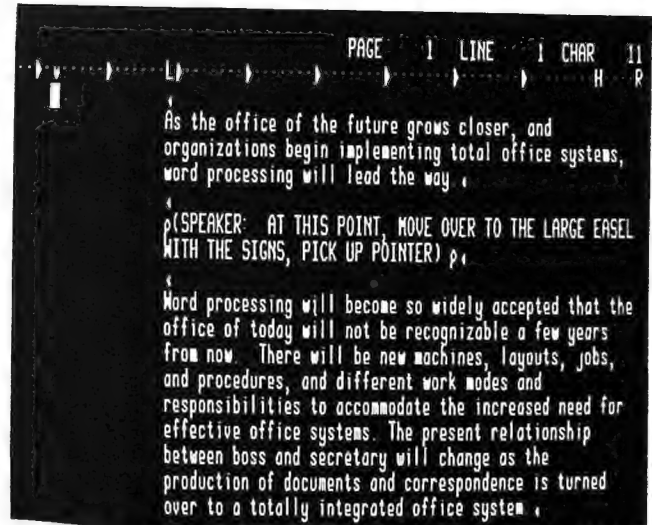 PAGE 1 LINE 1 CHAR 11
L H R
As the office of the future grows closer, and
organizations begin implementing total office systems,
word processing will lead the way.
(SPEAKER: AT THIS POINT, MOVE OVER TO THE LARGE EASEL
WITH THE SIGNS, PICK UP POINTER)
Word processing will become so widely accepted that the
office of today will not be recognizable a few years
from now. There will be new machines, layouts, jobs,
and procedures, and different work modes and
responsibilities to accommodate the increased need for
effective office systems. The present relationship
between boss and secretary will change as the
production of documents and correspondence is turned
over to a totally integrated office system.